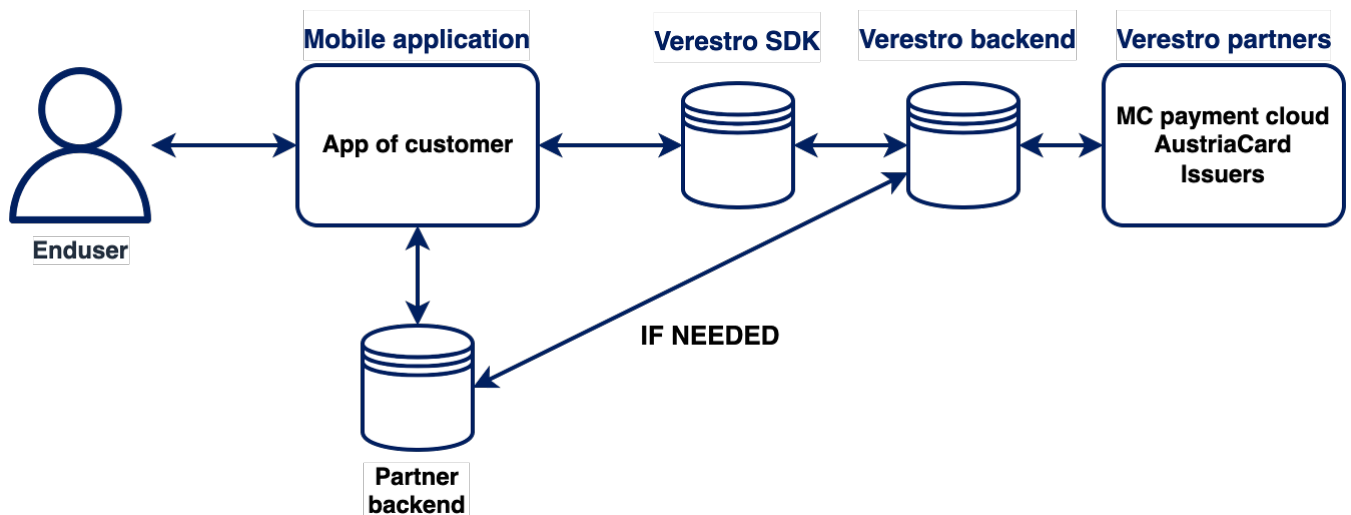 Mobile application
Verestro SDK
Verestro backend
Verestro partners
App of customer
MC payment cloud
AustriaCard
Issuers
Enduser
IF NEEDED
Partner
backend